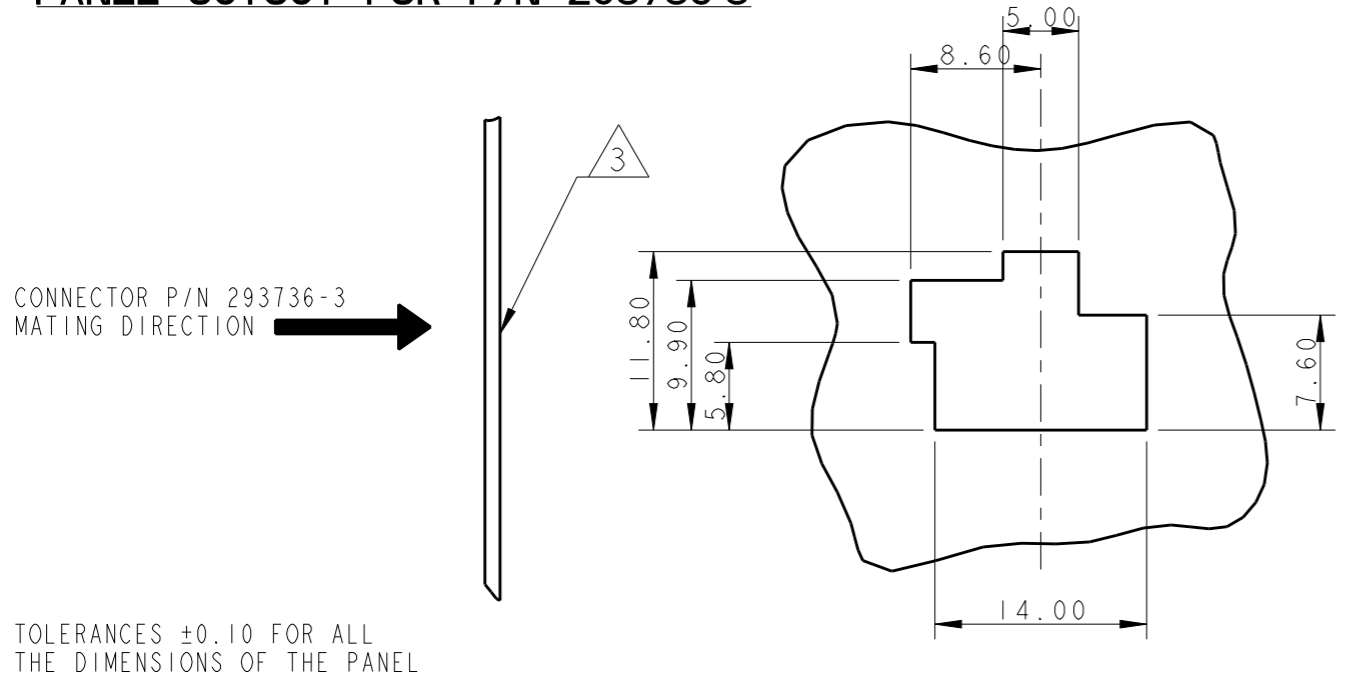 5.00
8.60
3
CONNECTOR P/N 293736-3
MATING DIRECTION
11.80
9.90
5.80
7.60
14.00
TOLERANCES ±0.10 FOR ALL
THE DIMENSIONS OF THE PANEL